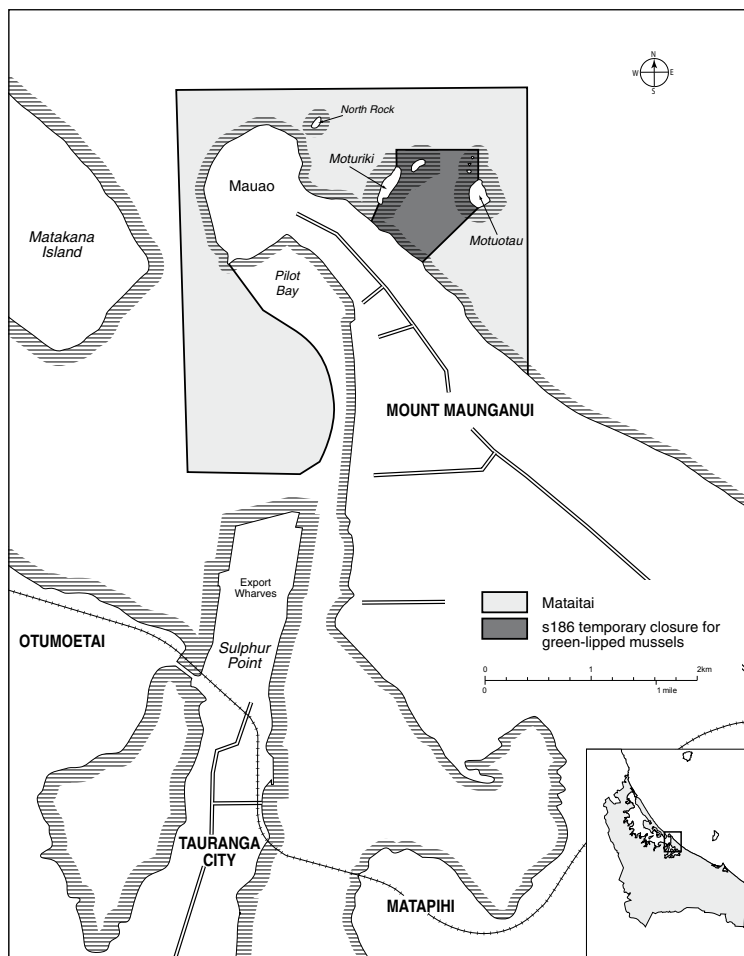 N
W E
S
North Rock
Moturiki
Mauao
Matakana
Island
Motuotau
Pilot
Bay
MOUNT MAUNGANUI
Export
Wharves
Mataitai
s186 temporary closure for
green-lipped mussels
OTUMOETAI
Sulphur
Point
0 1 2km
0 1 mile
TAURANGA
CITY
MATAPIHI